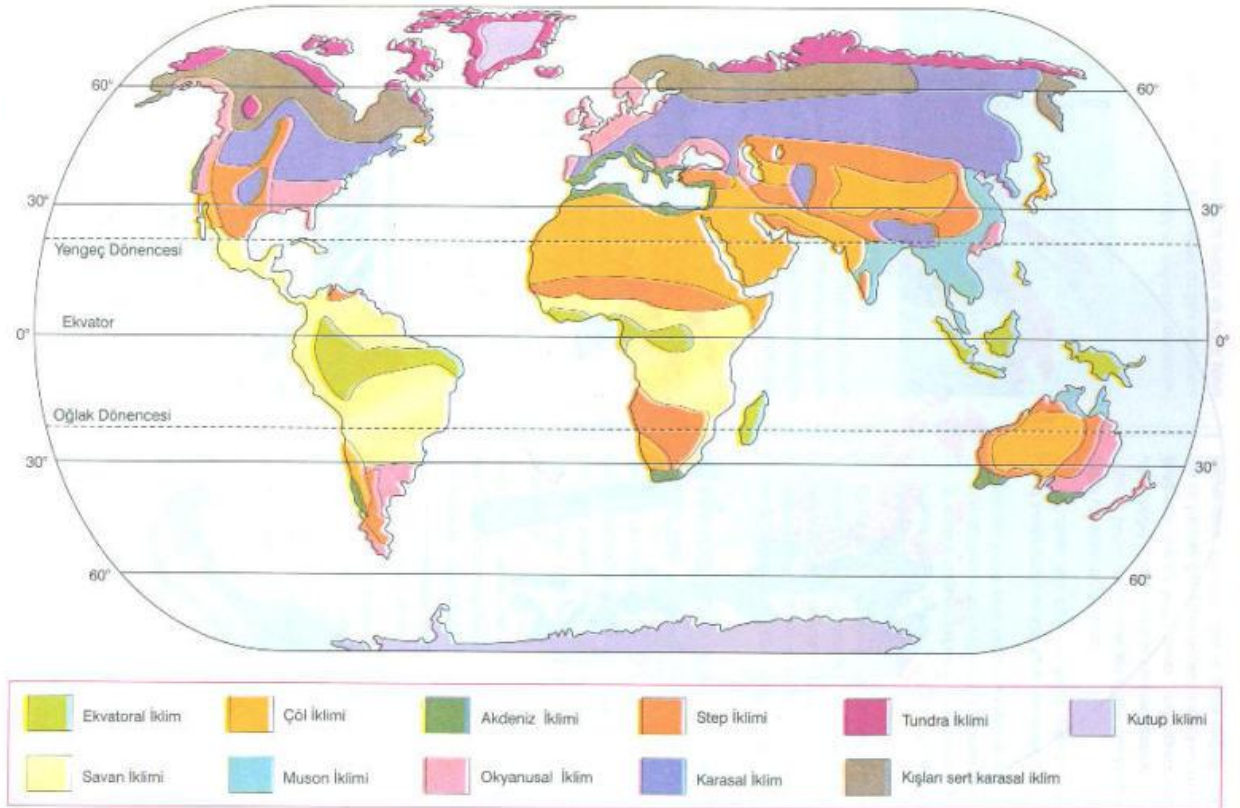 60° 60°
30° 30°
Yengeç Dönencesi
Ekvator
0° 0°
Oğlak Dönencesi
30° 30°
60° 60°
Ekvatoral İklim Çöl İklimi Akdeniz İklimi Step İklimi Tundra İklimi Kutup İklimi
Savan İklimi Muson İklimi Okyanusal İklim Karasal İklim Kışları sert karasal iklim